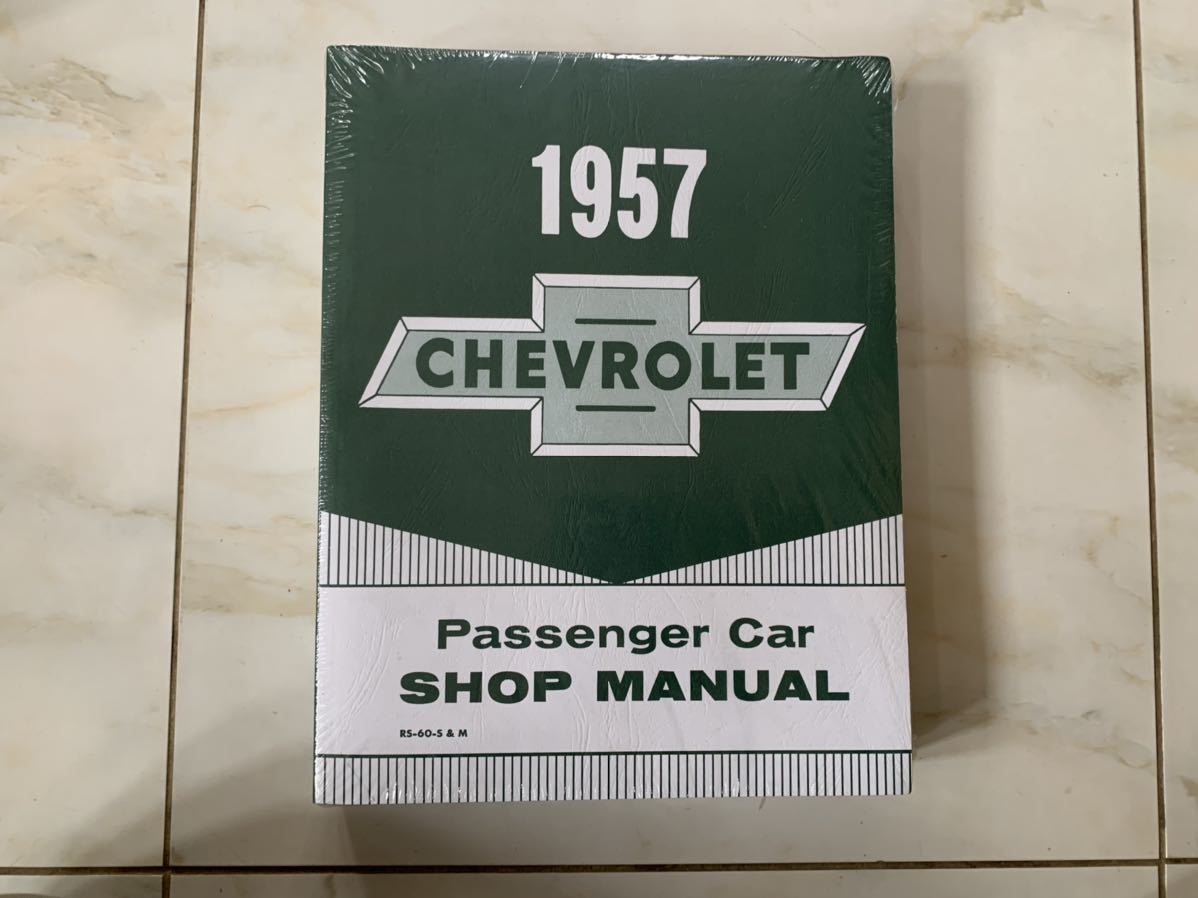 1957
CHEVROLET
Passenger Car
SHOP MANUAL
RS-60-S & M